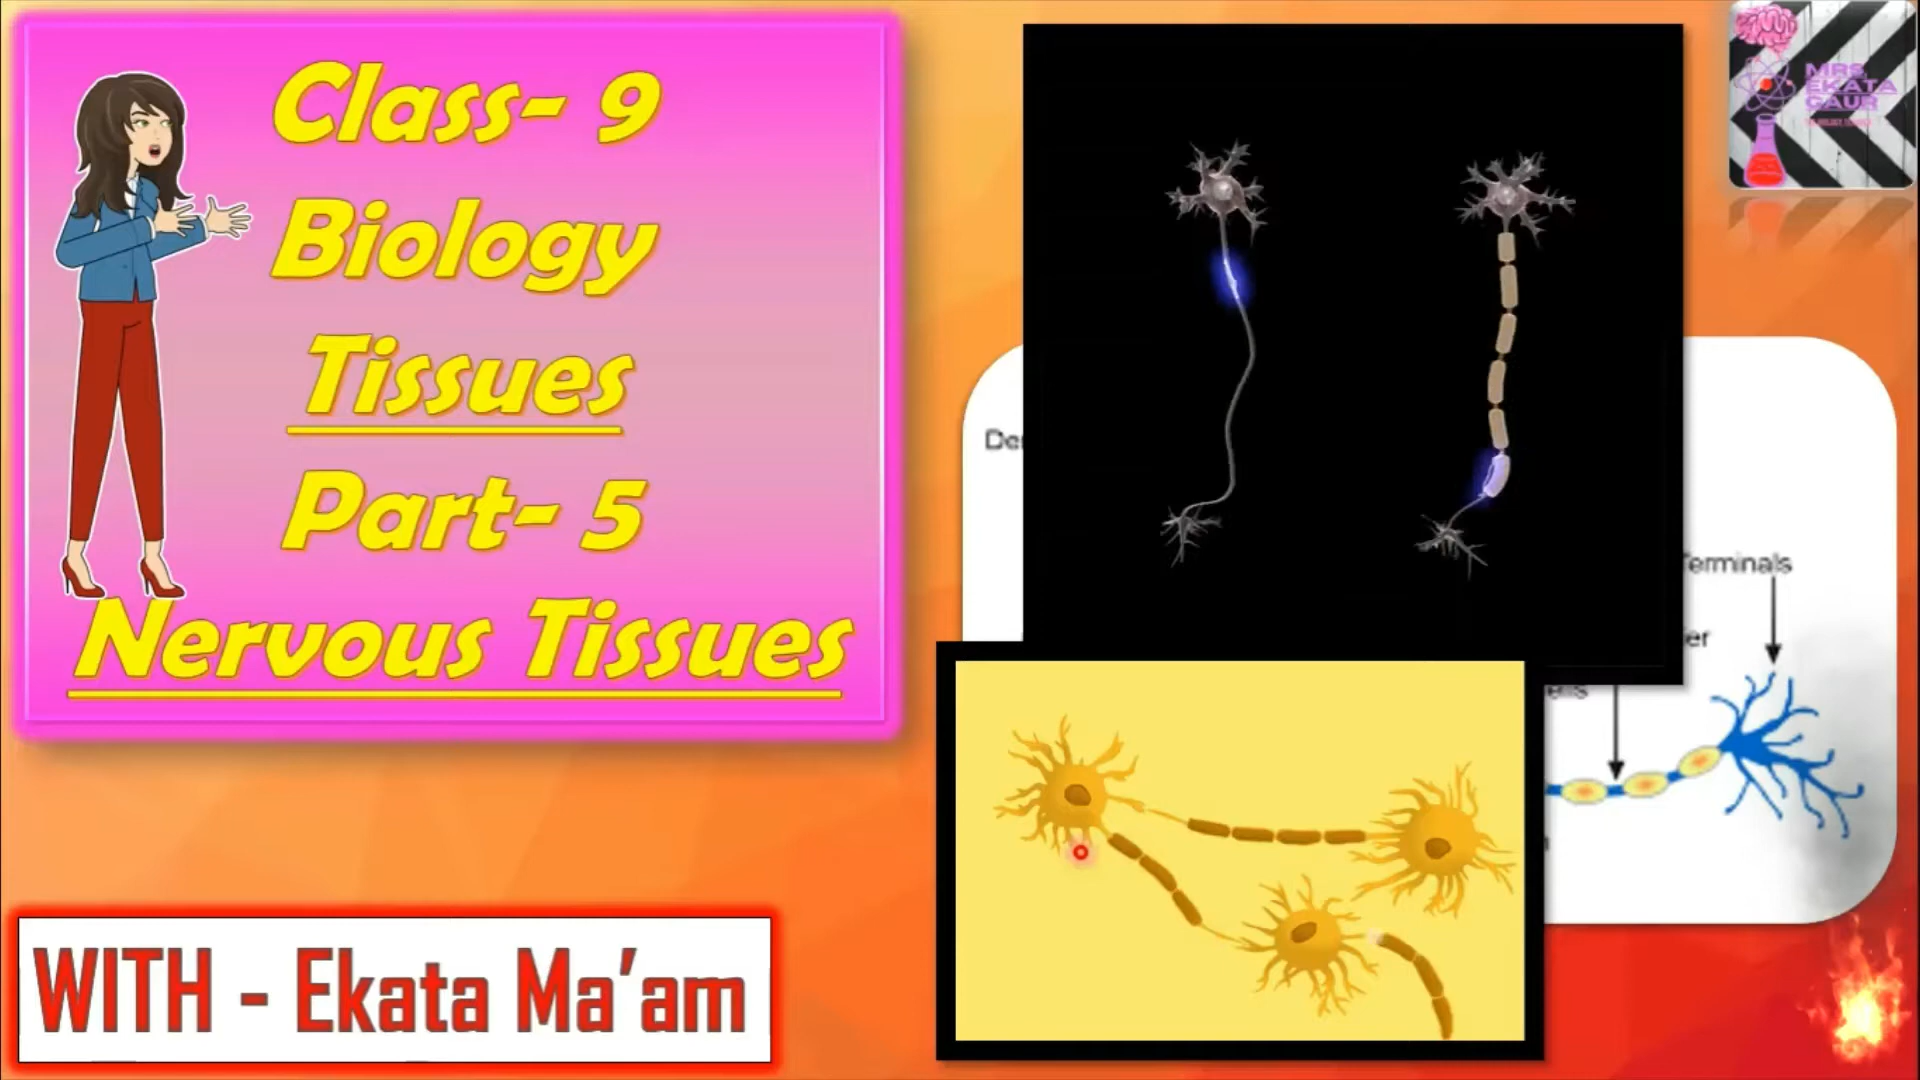 Class- 9
Biology
Tissues
Part- 5
Nervous Tissues
WITH - Ekata Ma'am
MRS
EKATA
GAUR
Terminals